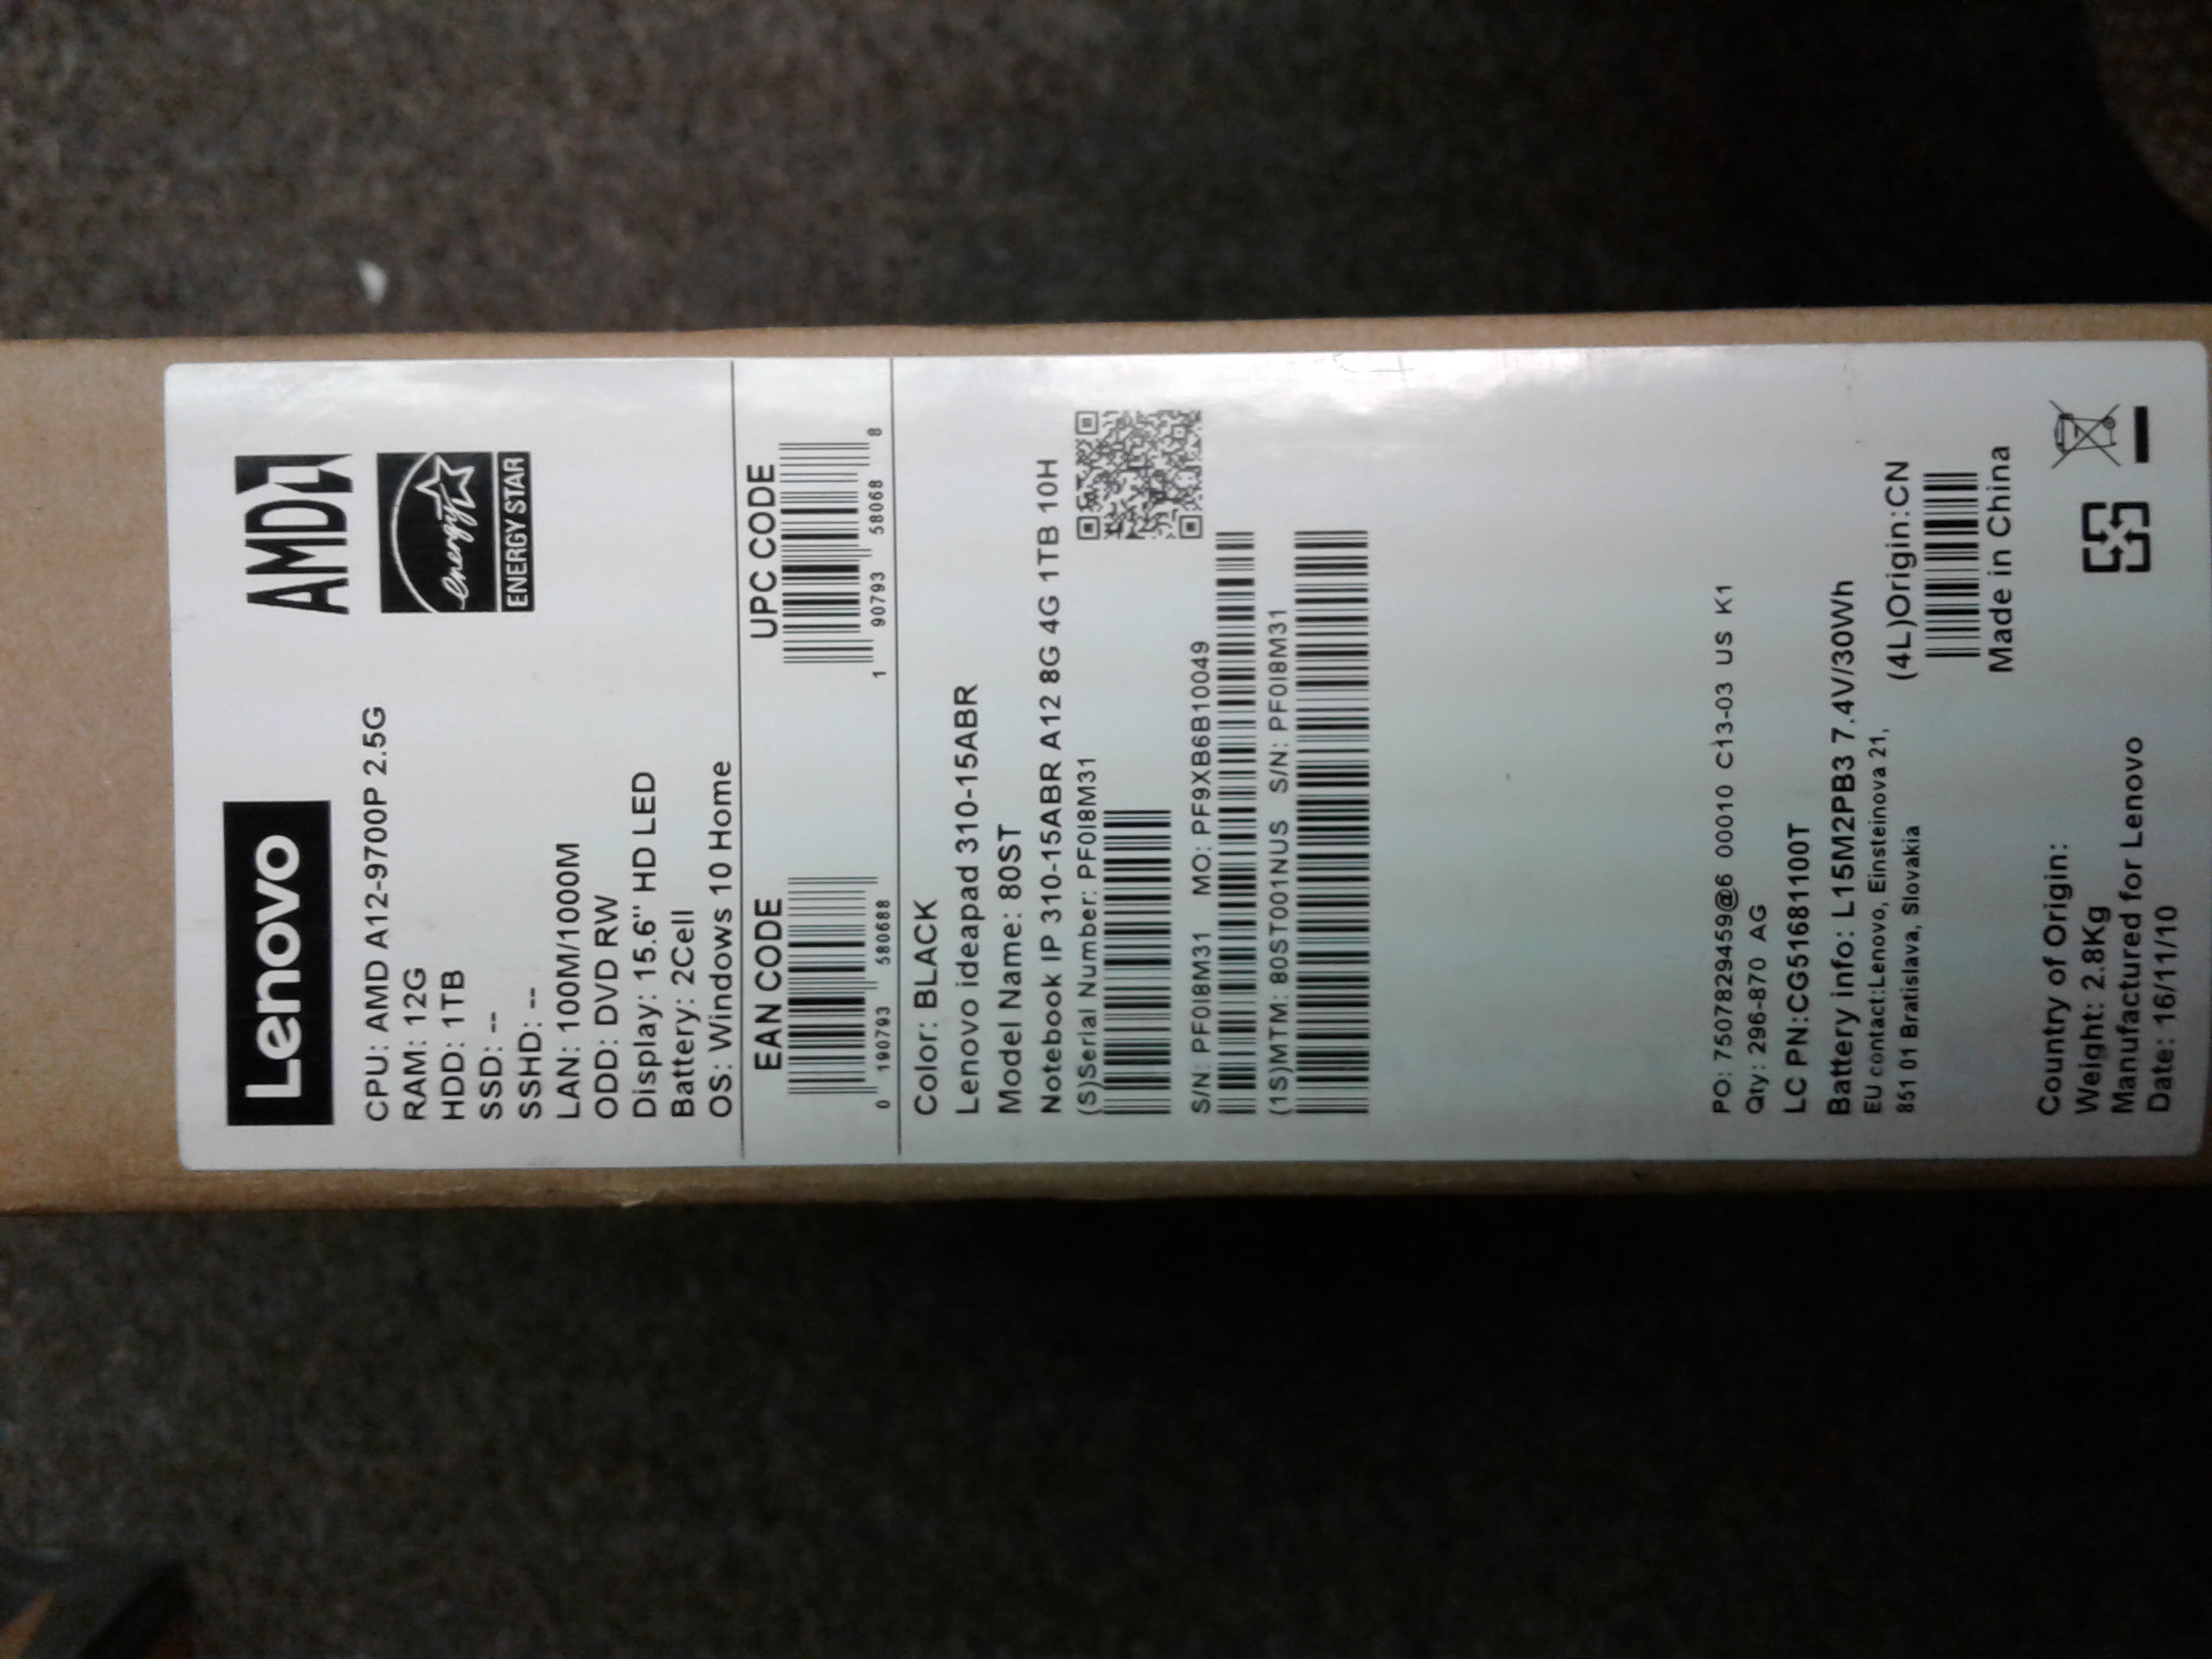 Lenovo
AMD
energy
ENERGY STAR
CPU: AMD A12-9700P 2.5G
RAM: 12G
HDD: 1TB
SSD: --
SSHD: --
LAN: 100M/1000M
ODD: DVD RW
Display: 15.6" HD LED
Battery: 2Cell
OS: Windows 10 Home
EAN CODE
0 190793 580688
UPC CODE
1 90793 58068 8
Color: BLACK
Lenovo ideapad 310-15ABR
Model Name: 80ST
Notebook IP 310-15ABR A12 8G 4G 1TB 10H
(S)Serial Number: PF0I8M31
S/N: PF0I8M31 MO: PF9XB6B10049
(1S)MTM: 80ST001NUS S/N: PF0I8M31
PO: 7507829459@6 00010 C13-03 US K1
Qty: 296-870 AG
LC PN:CG51681100T
Battery info: L15M2PB3 7.4V/30Wh
EU contact:Lenovo, Einsteinova 21,
851 01 Bratislava, Slovakia
(4L)Origin:CN
Made in China
Country of Origin:
Weight: 2.8Kg
Manufactured for Lenovo
Date: 16/11/10